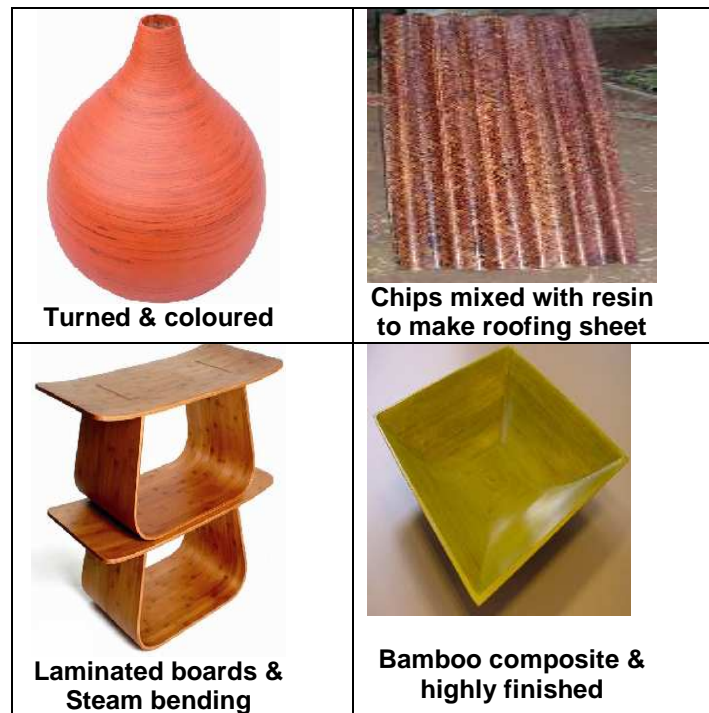 Turned & coloured
Chips mixed with resin
to make roofing sheet
Laminated boards &
Steam bending
Bamboo composite &
highly finished